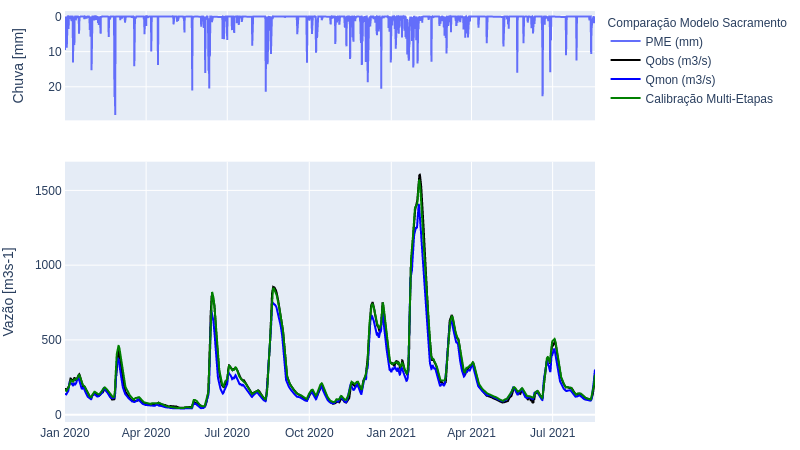 0
10
20
Chuva [mm]
Comparação Modelo Sacramento
PME (mm)
Qobs (m3/s)
Qmon (m3/s)
Calibração Multi-Etapas
1500
1000
500
0
Vazão [m3s-1]
Jan 2020 Apr 2020 Jul 2020 Oct 2020 Jan 2021 Apr 2021 Jul 2021